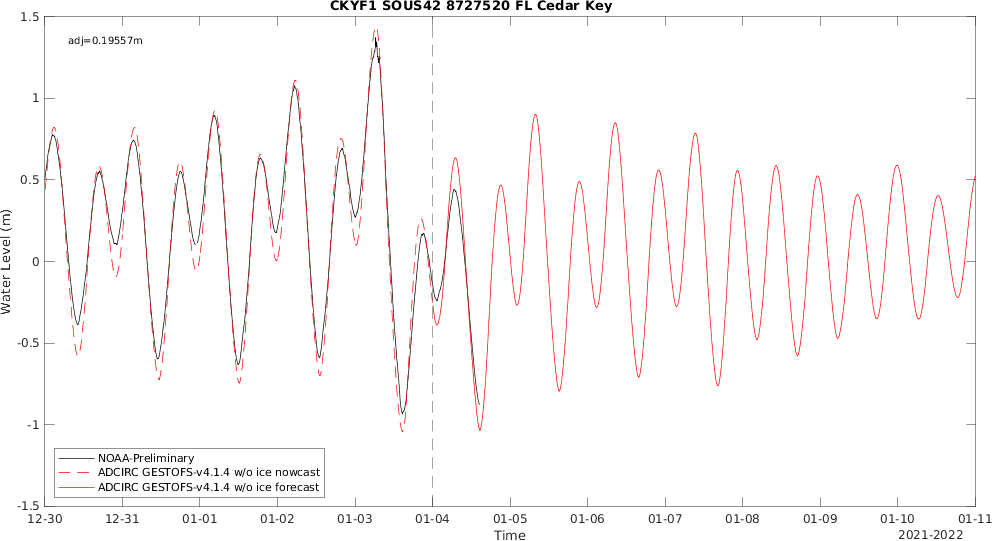 CKYF1 SOUS42 8727520 FL Cedar Key
adj=0.19557m
1.5
1
0.5
0
-0.5
-1
-1.5
Water Level (m)
NOAA-Preliminary
ADCIRC GESTOFS-v4.1.4 w/o ice nowcast
ADCIRC GESTOFS-v4.1.4 w/o ice forecast
12-30 12-31 01-01 01-02 01-03 01-04 01-05 01-06 01-07 01-08 01-09 01-10 01-11
Time
2021-2022